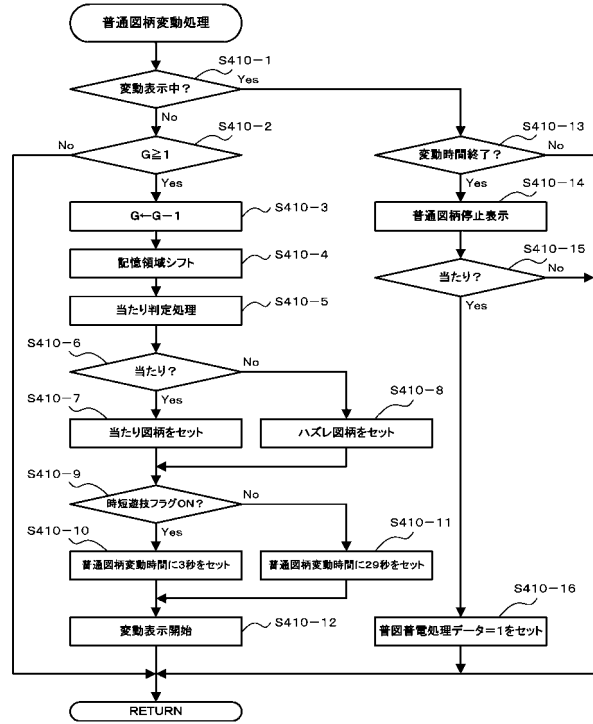 普通図柄変動処理
S410-1
変動表示中?
Yes
No
S410-2
G≧1
No
Yes
S410-3
G←G-1
S410-4
記憶領域シフト
S410-5
当たり判定処理
S410-6
当たり?
No
Yes
S410-7
当たり図柄をセット
S410-8
ハズレ図柄をセット
S410-9
時短遊技フラグON?
No
Yes
S410-10
普通図柄変動時間に3秒をセット
S410-11
普通図柄変動時間に29秒をセット
S410-12
変動表示開始
S410-13
変動時間終了?
No
Yes
S410-14
普通図柄停止表示
S410-15
当たり?
No
Yes
S410-16
普図普電処理データ=1をセット
RETURN